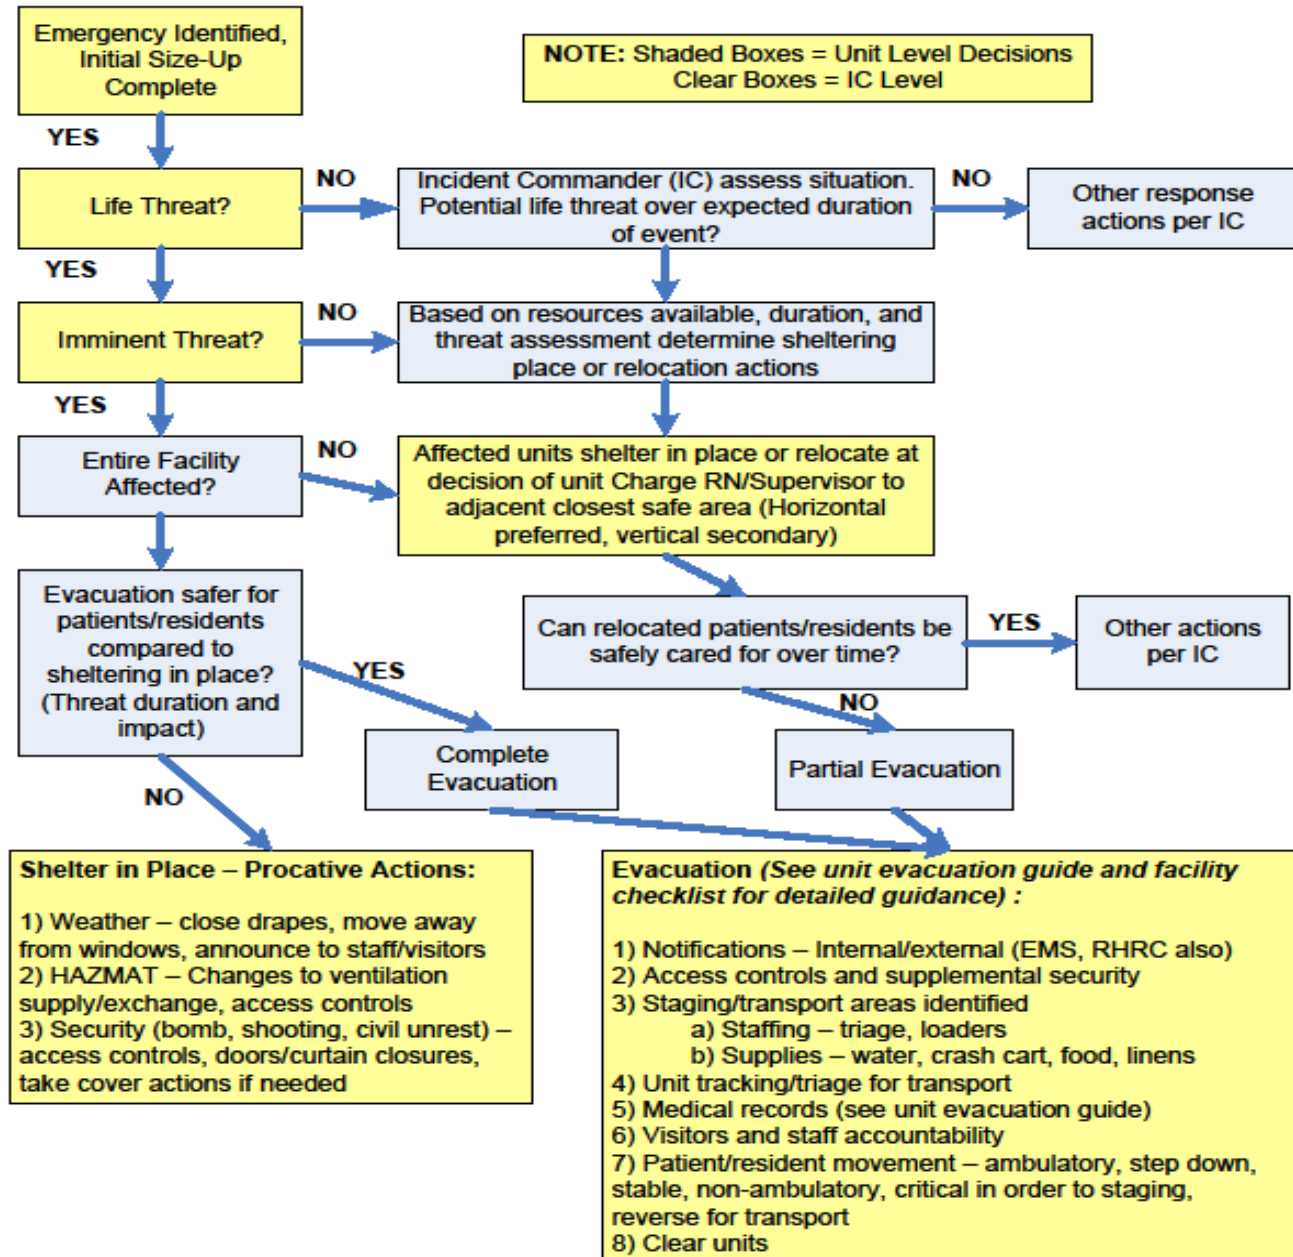 Emergency Identified,
Initial Size-Up
Complete
NOTE: Shaded Boxes = Unit Level Decisions
Clear Boxes = IC Level
YES
Life Threat?
NO
Incident Commander (IC) assess situation.
Potential life threat over expected duration
of event?
NO
Other response
actions per IC
YES
Imminent Threat?
NO
Based on resources available, duration, and
threat assessment determine sheltering
place or relocation actions
YES
Entire Facility
Affected?
NO
Affected units shelter in place or relocate at
decision of unit Charge RN/Supervisor to
adjacent closest safe area (Horizontal
preferred, vertical secondary)
Evacuation safer for
patients/residents
compared to
sheltering in place?
(Threat duration and
impact)
YES
Can relocated patients/residents be
safely cared for over time?
YES
Other actions
per IC
NO
Complete
Evacuation
Partial Evacuation
NO
Shelter in Place – Procative Actions:
1) Weather – close drapes, move away
from windows, announce to staff/visitors
2) HAZMAT – Changes to ventilation
supply/exchange, access controls
3) Security (bomb, shooting, civil unrest) –
access controls, doors/curtain closures,
take cover actions if needed
Evacuation (See unit evacuation guide and facility
checklist for detailed guidance) :
1) Notifications – Internal/external (EMS, RHRC also)
2) Access controls and supplemental security
3) Staging/transport areas identified
a) Staffing – triage, loaders
b) Supplies – water, crash cart, food, linens
4) Unit tracking/triage for transport
5) Medical records (see unit evacuation guide)
6) Visitors and staff accountability
7) Patient/resident movement – ambulatory, step down,
stable, non-ambulatory, critical in order to staging,
reverse for transport
8) Clear units